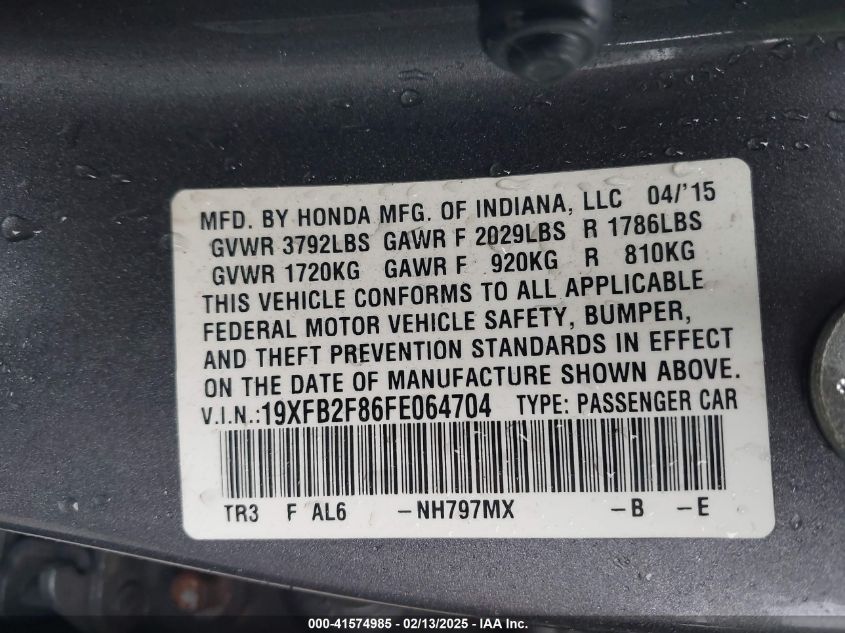 MFD. BY HONDA MFG. OF INDIANA, LLC 04/'15
GVWR 3792LBS GAWR F 2029LBS R 1786LBS
GVWR 1720KG GAWR F 920KG R 810KG
THIS VEHICLE CONFORMS TO ALL APPLICABLE
FEDERAL MOTOR VEHICLE SAFETY, BUMPER,
AND THEFT PREVENTION STANDARDS IN EFFECT
ON THE DATE OF MANUFACTURE SHOWN ABOVE.
V.I.N.:19XFB2F86FE064704 TYPE: PASSENGER CAR
TR3 F AL6 -NH797MX -B -E
000-41574985 - 02/13/2025 - IAA Inc.